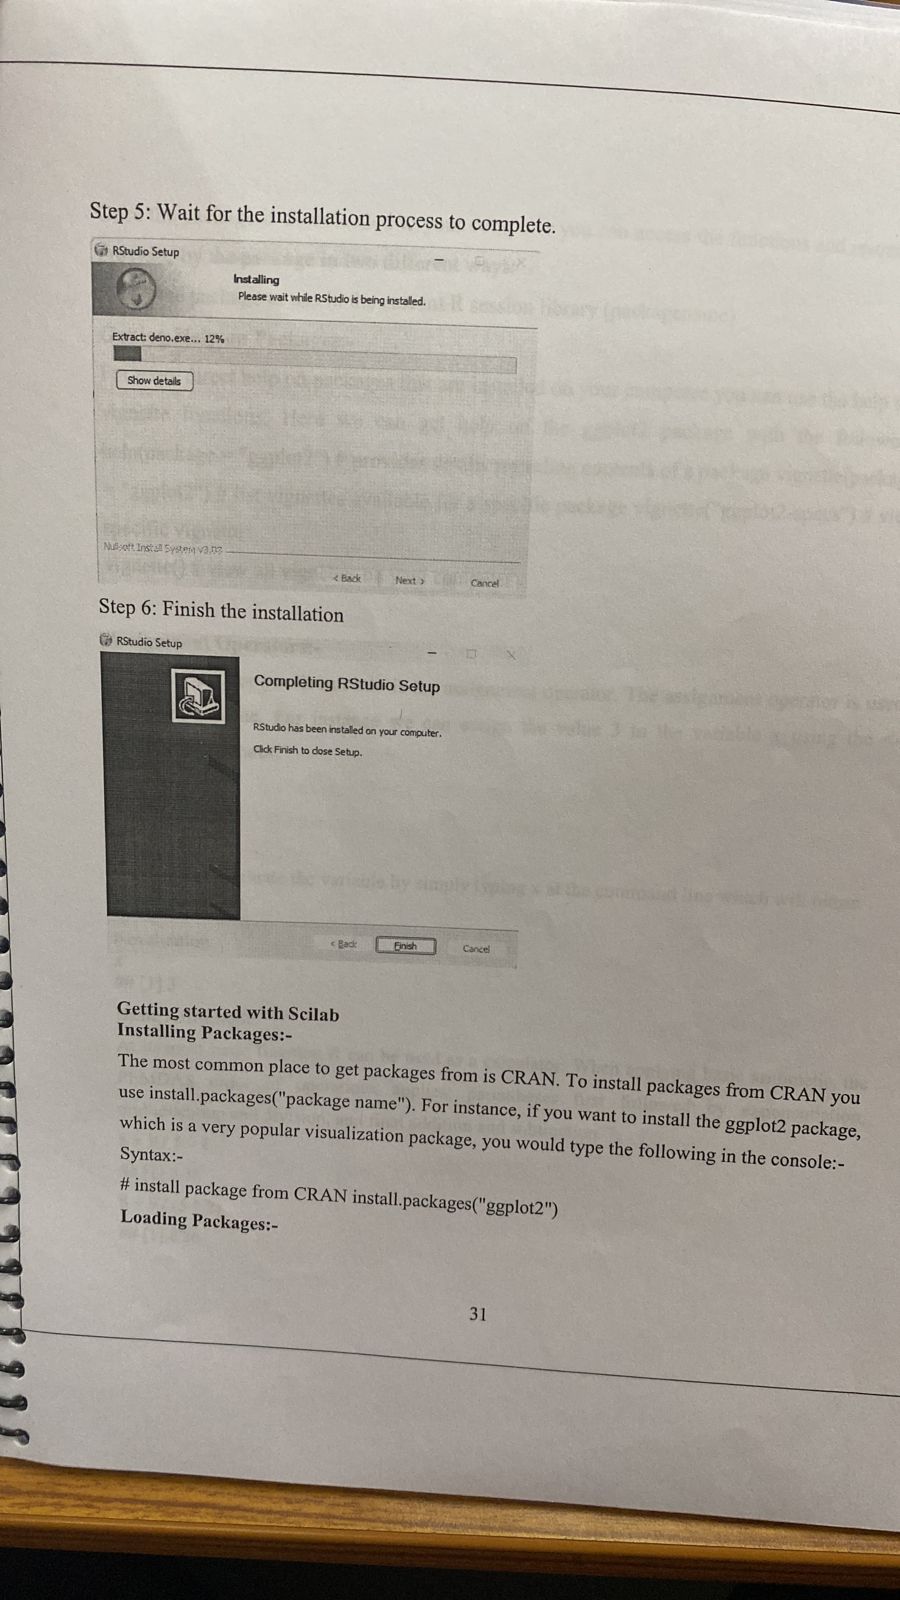 Step 5: Wait for the installation process to complete.
RStudio Setup
Installing
Please wait while RStudio is being installed.
Extract: deno.exe... 12%
Show details
Nullsoft Install System v3.02
< Back Next > Cancel
Step 6: Finish the installation
RStudio Setup
Completing RStudio Setup
RStudio has been installed on your computer.
Click Finish to close Setup.
< Back Finish Cancel
Getting started with Scilab
Installing Packages:-
The most common place to get packages from is CRAN. To install packages from CRAN you
use install.packages("package name"). For instance, if you want to install the ggplot2 package,
which is a very popular visualization package, you would type the following in the console:-
Syntax:-
# install package from CRAN install.packages("ggplot2")
Loading Packages:-
31